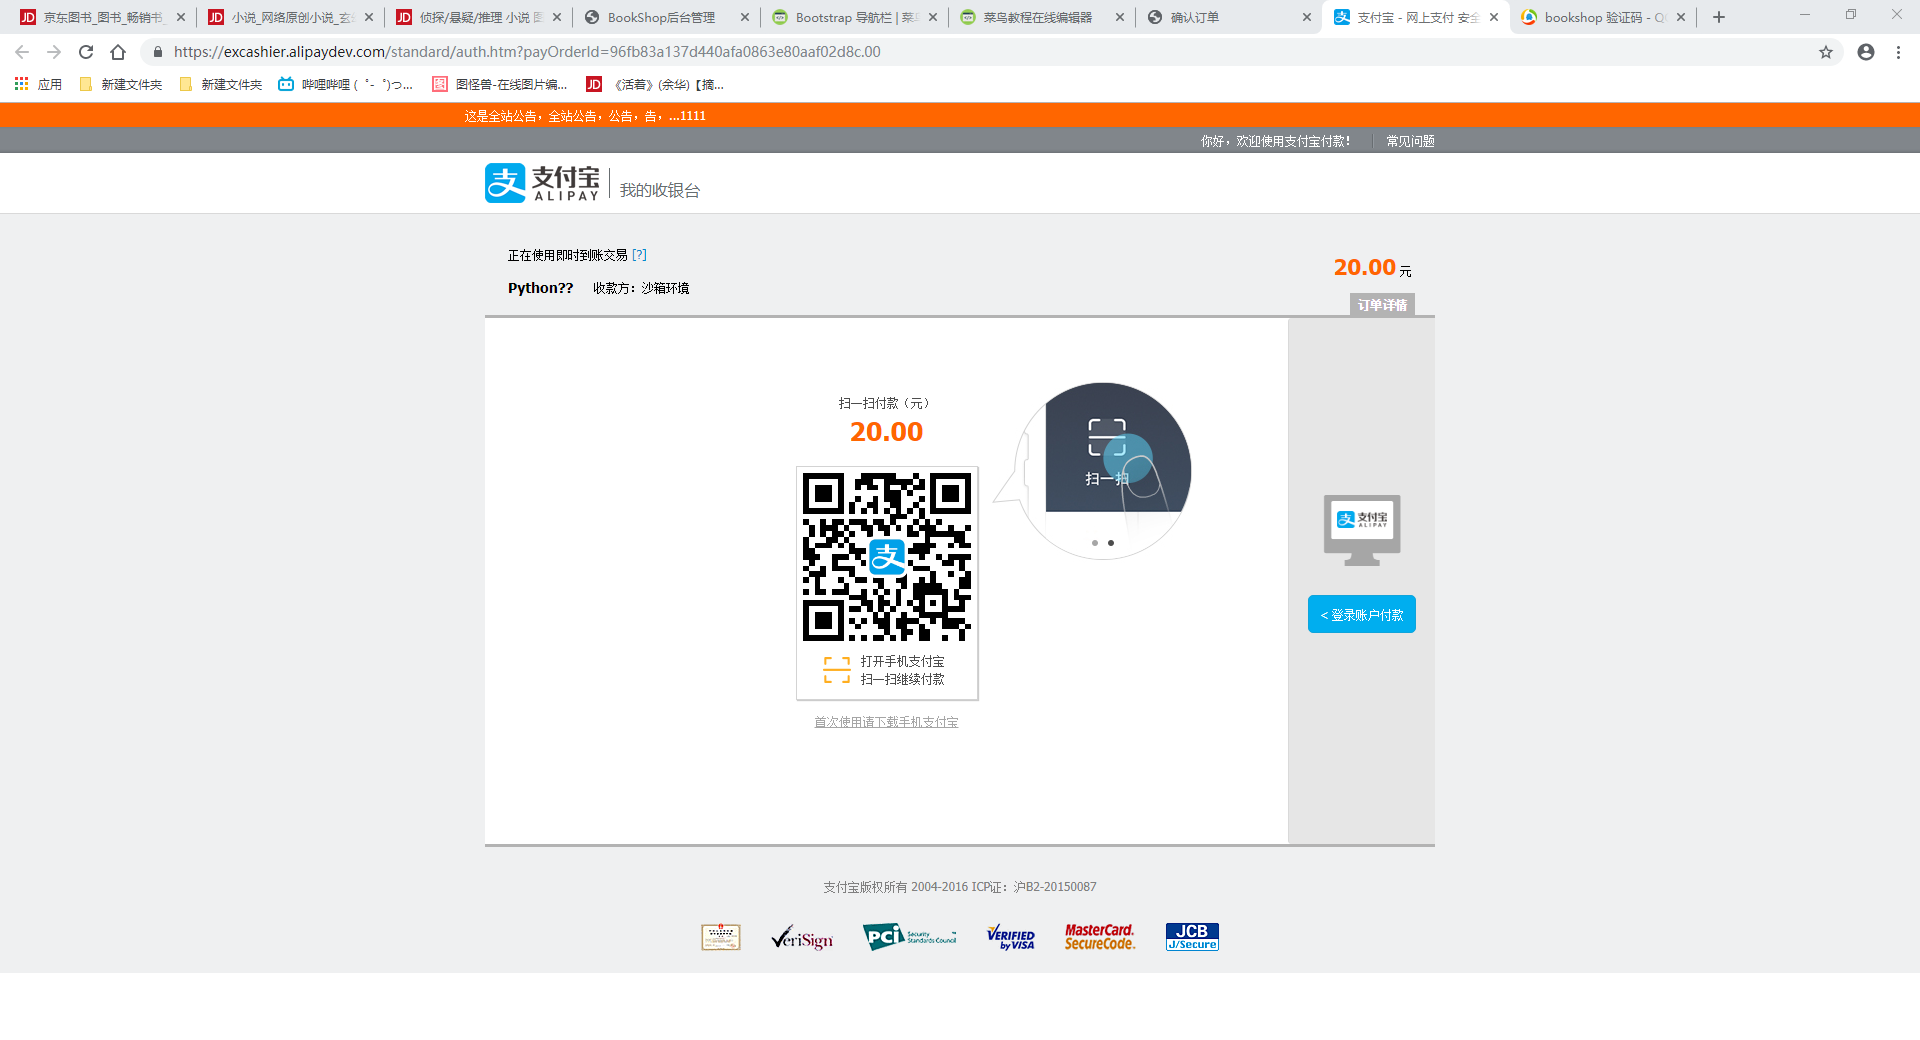 京东图书_图书_畅销书_
小说_网络原创小说_玄幻
侦探/悬疑/推理 小说 图
BookShop后台管理
Bootstrap 导航栏 | 菜鸟
菜鸟教程在线编辑器
确认订单
支付宝 - 网上支付 安全
bookshop 验证码 - QQ
https://excashier.alipaydev.com/standard/auth.htm?payOrderId=96fb83a137d440afa0863e80aaf02d8c.00
应用
新建文件夹
新建文件夹
哔哩哔哩 ( ゜- ゜)つ...
图怪兽-在线图片编...
《活着》(余华)【摘...
这是全站公告，全站公告，公告，告，...1111
你好，欢迎使用支付宝付款！
常见问题
支付宝
ALIPAY
我的收银台
正在使用即时到账交易 [?]
20.00 元
Python??
收款方：沙箱环境
订单详情
扫一扫付款（元）
20.00
扫一扫
支付宝
ALIPAY
< 登录账户付款
打开手机支付宝
扫一扫继续付款
首次使用请下载手机支付宝
支付宝版权所有 2004-2016 ICP证：沪B2-20150087
VeriSign
PCI Security Standards Council
VERIFIED by VISA
MasterCard. SecureCode.
JCB J/Secure